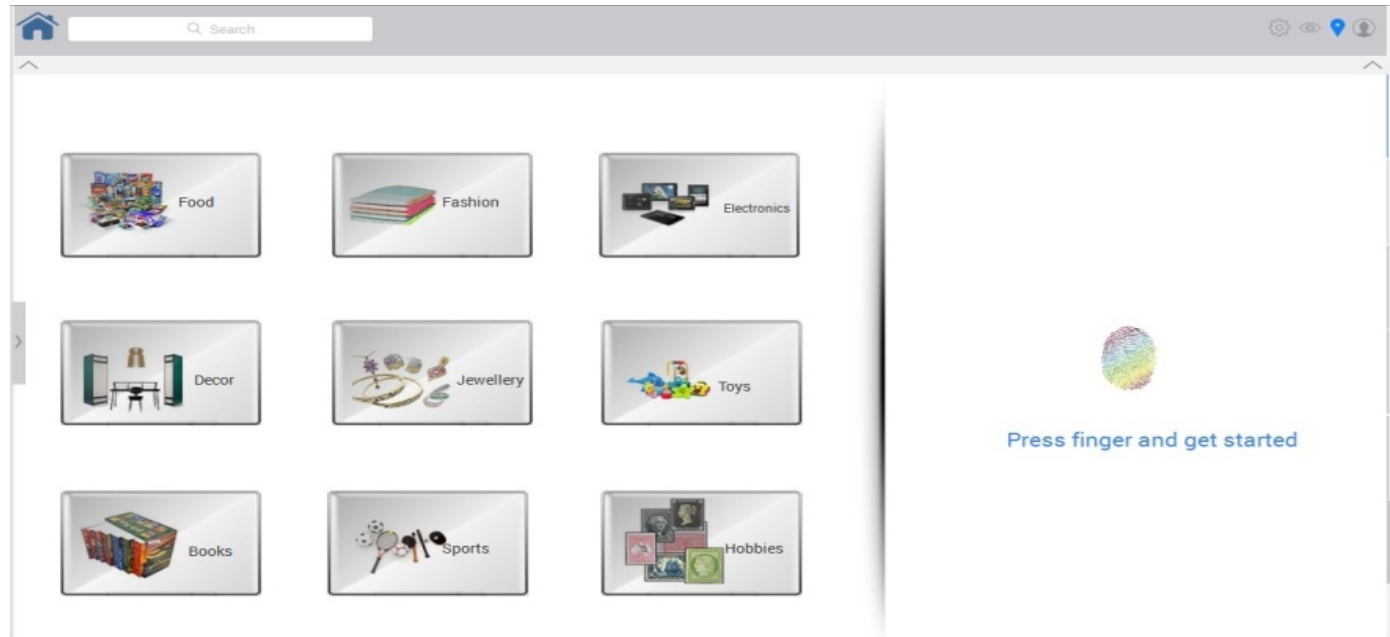 Search
Food
Fashion
Electronics
Decor
Jewellery
Toys
Press finger and get started
Books
Sports
Hobbies